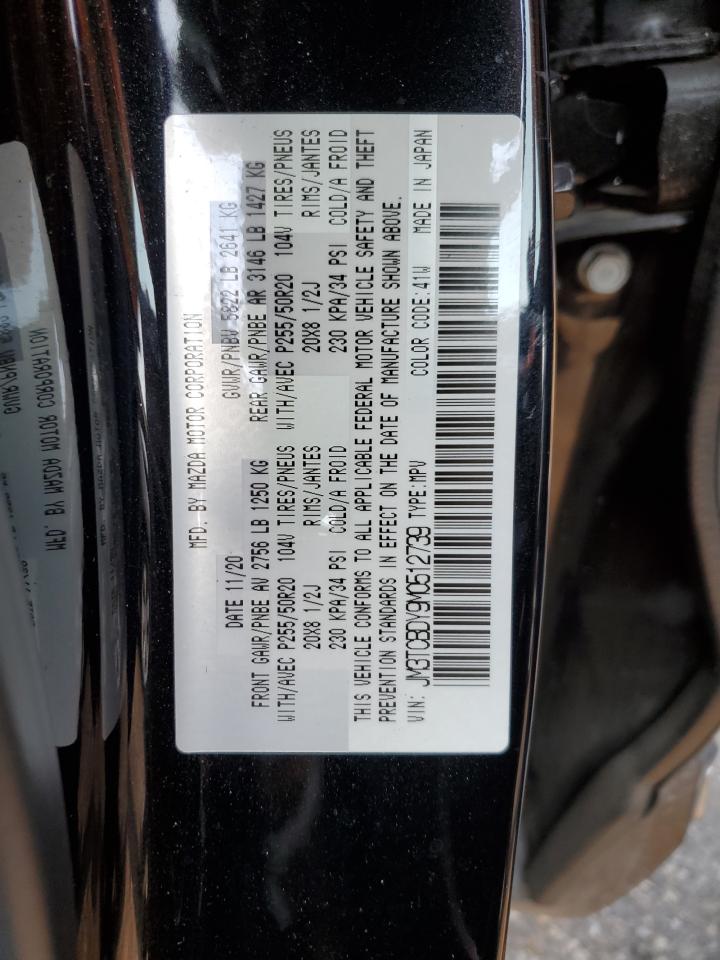 MFD. BY MAZDA MOTOR CORPORATION
DATE 11/20 GVWR/PNBV 5822 LB 2641 KG
FRONT GAWR/PNBE AV 2756 LB 1250 KG REAR GAWR/PNBE AR 3146 LB 1427 KG
WITH/AVEC P255/50R20 104V TIRES/PNEUS WITH/AVEC P255/50R20 104V TIRES/PNEUS
20X8 1/2J RIMS/JANTES 20X8 1/2J RIMS/JANTES
230 KPA/34 PSI COLD/A FROID 230 KPA/34 PSI COLD/A FROID
THIS VEHICLE CONFORMS TO ALL APPLICABLE FEDERAL MOTOR VEHICLE SAFETY AND THEFT
PREVENTION STANDARDS IN EFFECT ON THE DATE OF MANUFACTURE SHOWN ABOVE.
VIN: JM3TCBDY9M0512739 TYPE:MPV COLOR CODE:41W MADE IN JAPAN
MFD. BY MAZDA MOTOR CORPORATION